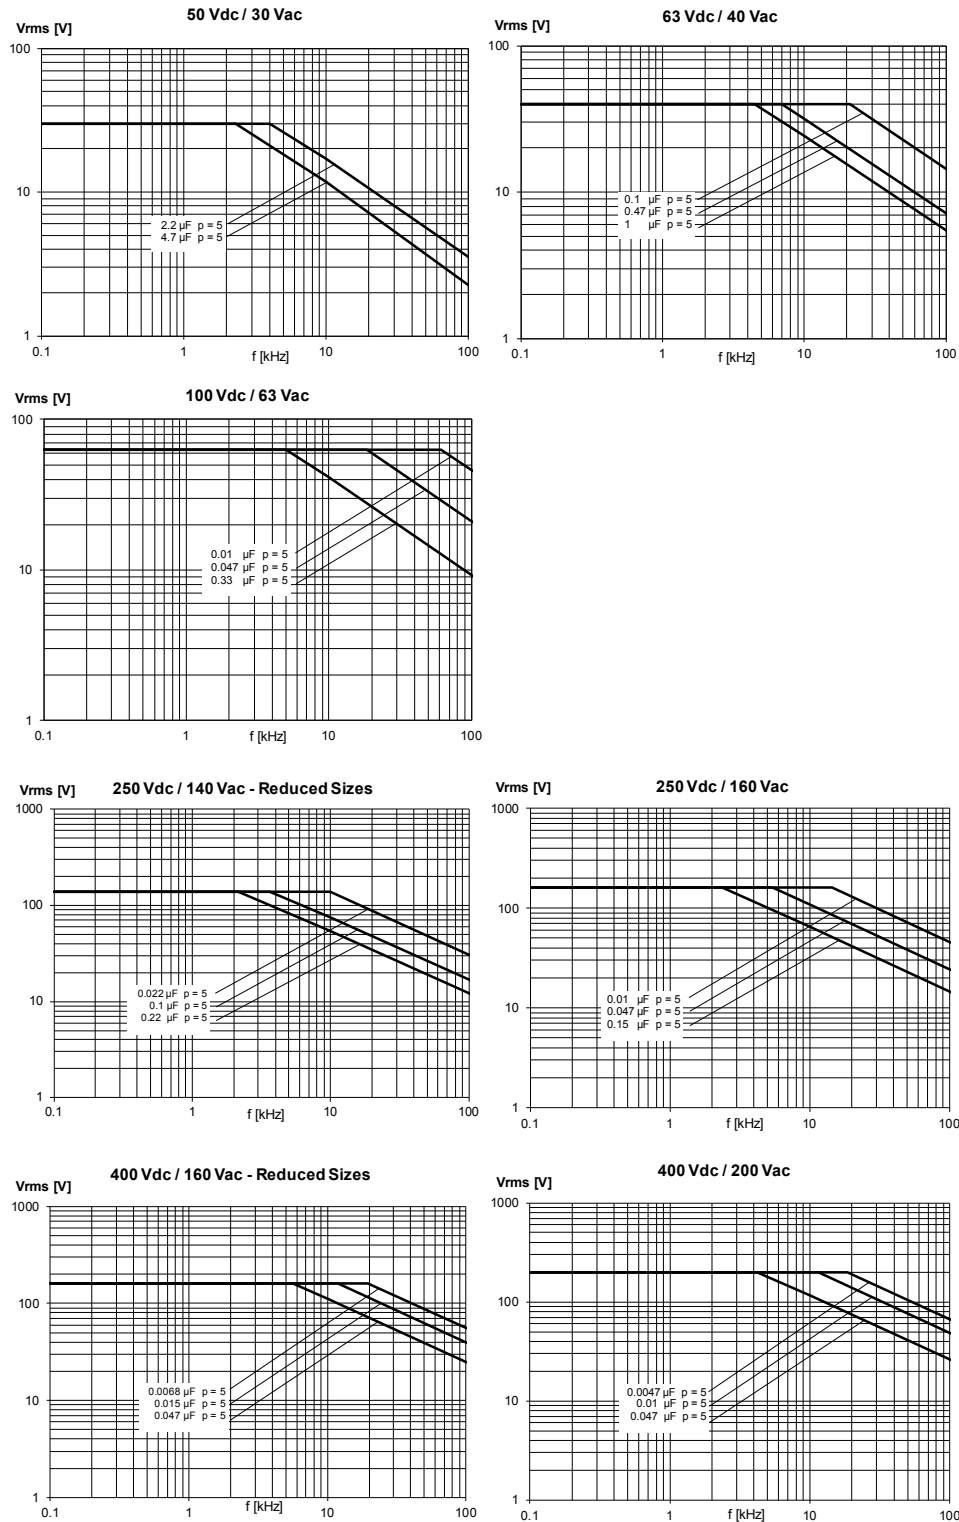 50 Vdc / 30 Vac
Vrms [V]
100
10
1
2.2 µF p = 5
4.7 µF p = 5
0.1 1 10 100
f [kHz]
63 Vdc / 40 Vac
Vrms [V]
100
10
1
0.1 µF p = 5
0.47 µF p = 5
1 µF p = 5
0.1 1 10 100
f [kHz]
100 Vdc / 63 Vac
Vrms [V]
100
10
1
0.01 µF p = 5
0.047 µF p = 5
0.33 µF p = 5
0.1 1 10 100
f [kHz]
250 Vdc / 140 Vac - Reduced Sizes
Vrms [V]
1000
100
10
1
0.022 µF p = 5
0.1 µF p = 5
0.22 µF p = 5
0.1 1 10 100
f [kHz]
250 Vdc / 160 Vac
Vrms [V]
1000
100
10
1
0.01 µF p = 5
0.047 µF p = 5
0.15 µF p = 5
0.1 1 10 100
f [kHz]
400 Vdc / 160 Vac - Reduced Sizes
Vrms [V]
1000
100
10
1
0.0068 µF p = 5
0.015 µF p = 5
0.047 µF p = 5
0.1 1 10 100
f [kHz]
400 Vdc / 200 Vac
Vrms [V]
1000
100
10
1
0.0047 µF p = 5
0.01 µF p = 5
0.047 µF p = 5
0.1 1 10 100
f [kHz]